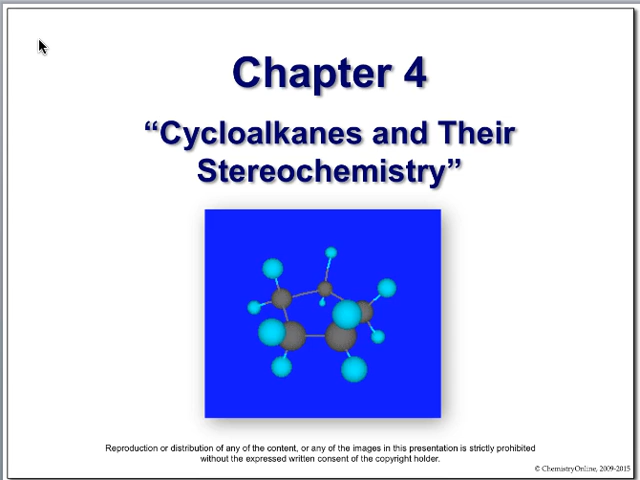 Chapter 4
“Cycloalkanes and Their
Stereochemistry”
Reproduction or distribution of any of the content, or any of the images in this presentation is strictly prohibited
without the expressed written consent of the copyright holder.
© ChemistryOnline, 2009-2015